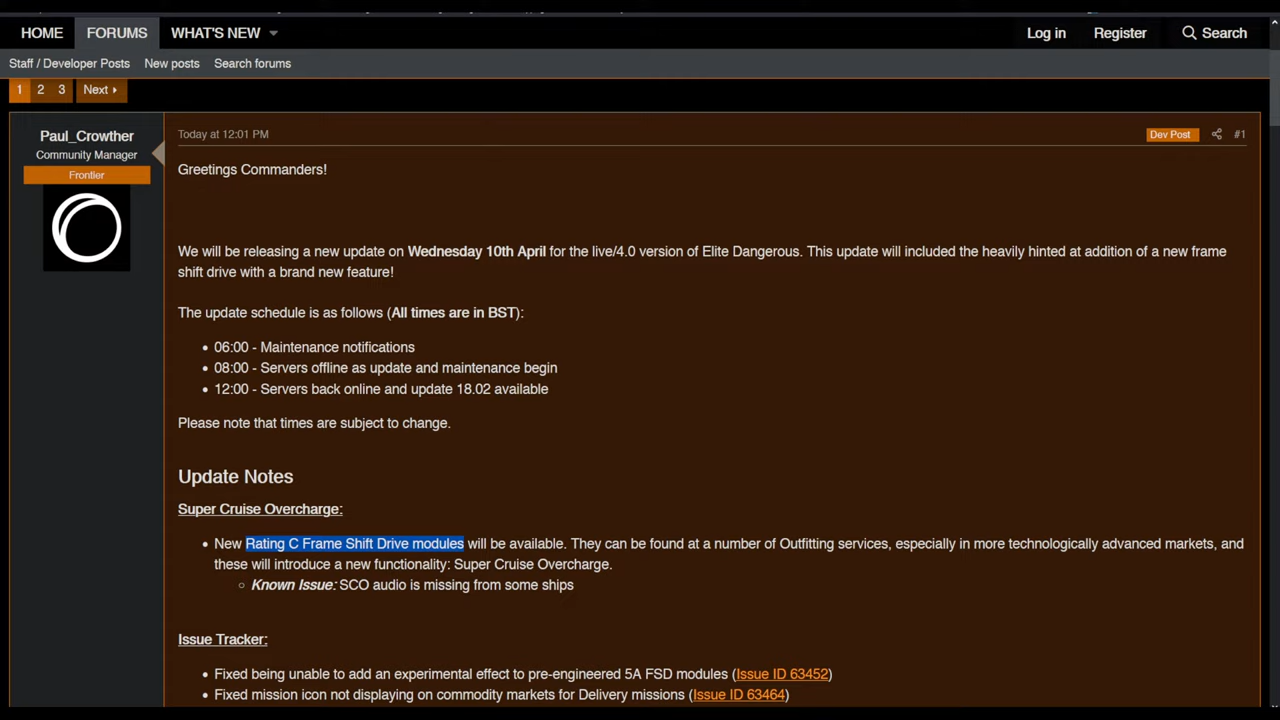 HOME FORUMS WHAT'S NEW Log in Register Search
Staff / Developer Posts New posts Search forums
1 2 3 Next
Paul_Crowther
Community Manager
Frontier
Today at 12:01 PM Dev Post #1
Greetings Commanders!
We will be releasing a new update on Wednesday 10th April for the live/4.0 version of Elite Dangerous. This update will included the heavily hinted at addition of a new frame
shift drive with a brand new feature!
The update schedule is as follows (All times are in BST):
• 06:00 - Maintenance notifications
• 08:00 - Servers offline as update and maintenance begin
• 12:00 - Servers back online and update 18.02 available
Please note that times are subject to change.
Update Notes
Super Cruise Overcharge:
• New Rating C Frame Shift Drive modules will be available. They can be found at a number of Outfitting services, especially in more technologically advanced markets, and
these will introduce a new functionality: Super Cruise Overcharge.
○ Known Issue: SCO audio is missing from some ships
Issue Tracker:
• Fixed being unable to add an experimental effect to pre-engineered 5A FSD modules (Issue ID 63452)
• Fixed mission icon not displaying on commodity markets for Delivery missions (Issue ID 63464)